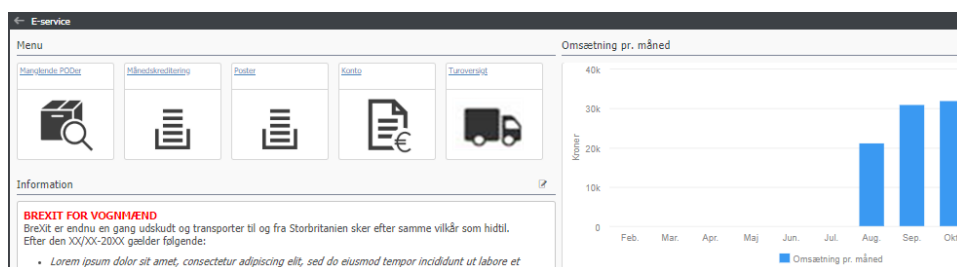 ← E-service
Menu
Manglende PODer
Månedskreditering
Poster
Konto
Turoversigt
€
Information
BREXIT FOR VOGNMÆND
BreXit er endnu en gang udskudt og transporter til og fra Storbritanien sker efter samme vilkår som hidtil.
Efter den XX/XX-20XX gælder følgende:
• Lorem ipsum dolor sit amet, consectetur adipiscing elit, sed do eiusmod tempor incididunt ut labore et
Omsætning pr. måned
40k
30k
20k
10k
0
Kroner
Feb. Mar. Apr. Maj Jun. Jul. Aug. Sep. Okt
Omsætning pr. måned